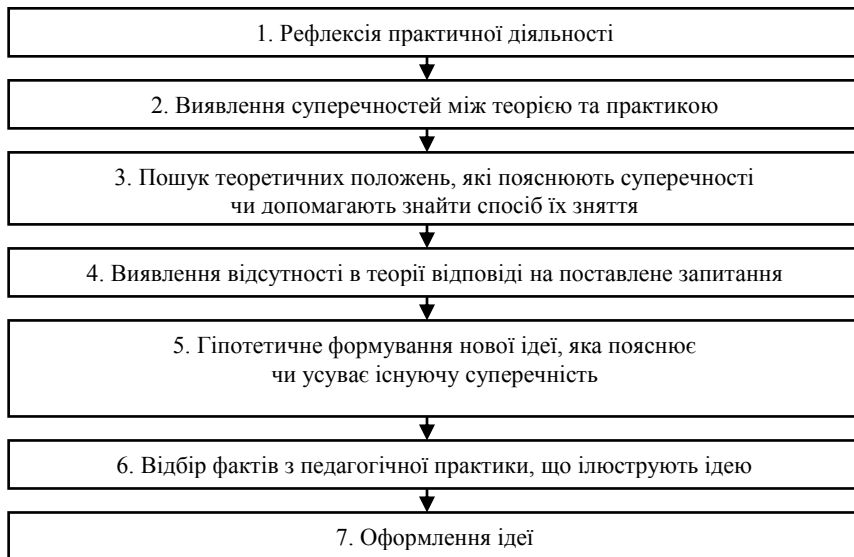 1. Рефлексія практичної діяльності
2. Виявлення суперечностей між теорією та практикою
3. Пошук теоретичних положень, які пояснюють суперечності
чи допомагають знайти спосіб їх зняття
4. Виявлення відсутності в теорії відповіді на поставлене запитання
5. Гіпотетичне формування нової ідеї, яка пояснює
чи усуває існуючу суперечність
6. Відбір фактів з педагогічної практики, що ілюструють ідею
7. Оформлення ідеї